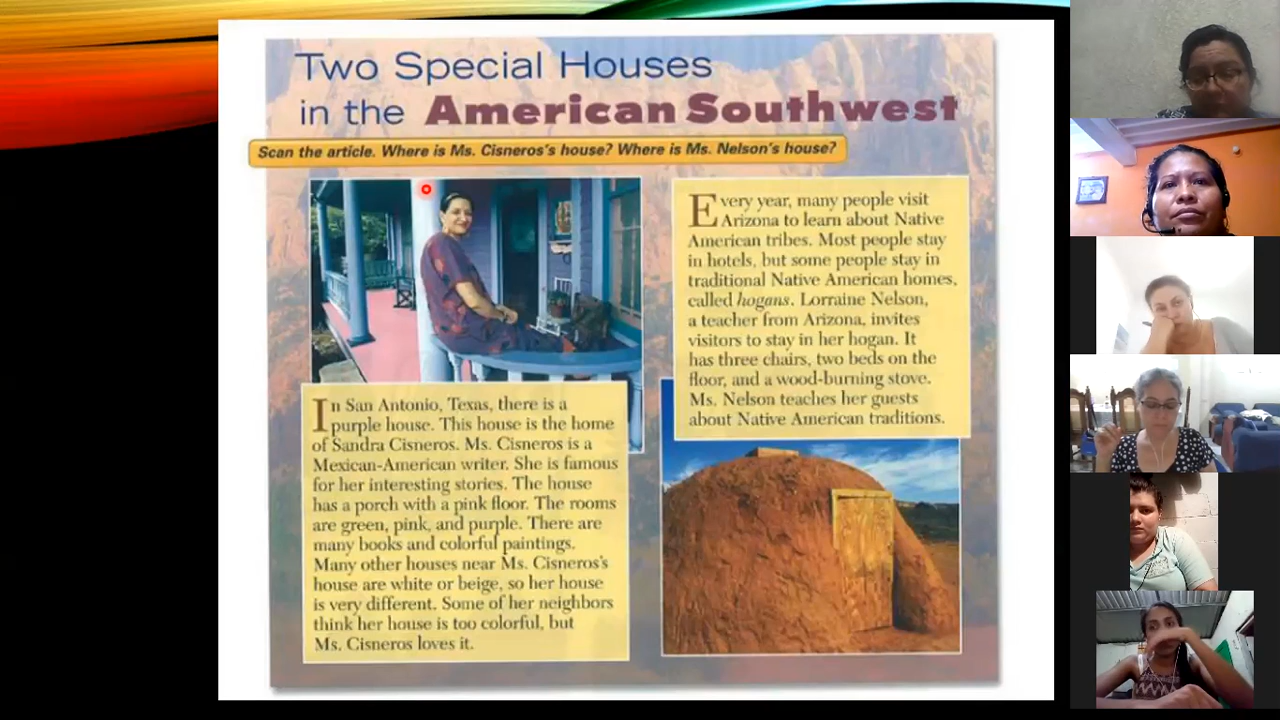 Two Special Houses
in the American Southwest
Scan the article. Where is Ms. Cisneros's house? Where is Ms. Nelson's house?
In San Antonio, Texas, there is a
purple house. This house is the home
of Sandra Cisneros. Ms. Cisneros is a
Mexican-American writer. She is famous
for her interesting stories. The house
has a porch with a pink floor. The rooms
are green, pink, and purple. There are
many books and colorful paintings.
Many other houses near Ms. Cisneros's
house are white or beige, so her house
is very different. Some of her neighbors
think her house is too colorful, but
Ms. Cisneros loves it.
Every year, many people visit
Arizona to learn about Native
American tribes. Most people stay
in hotels, but some people stay in
traditional Native American homes,
called hogans. Lorraine Nelson,
a teacher from Arizona, invites
visitors to stay in her hogan. It
has three chairs, two beds on the
floor, and a wood-burning stove.
Ms. Nelson teaches her guests
about Native American traditions.